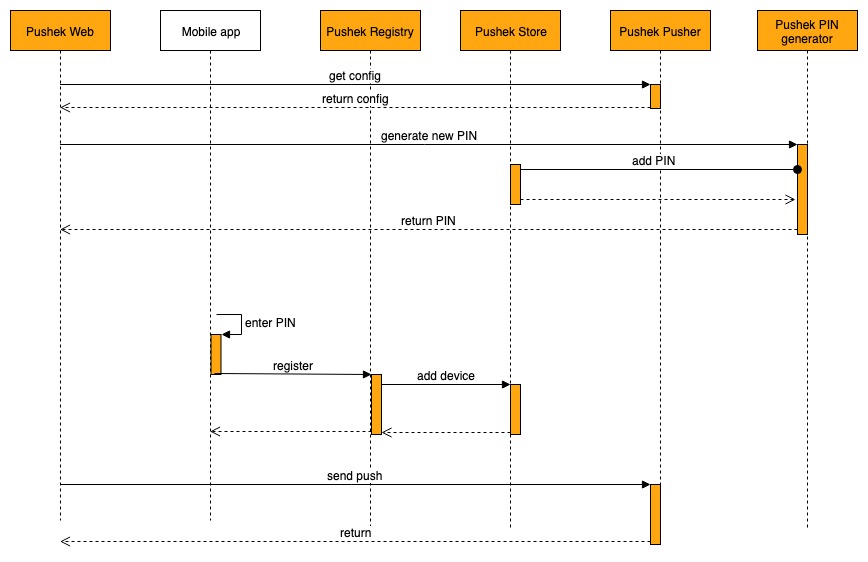 Pushek Web
Mobile app
Pushek Registry
Pushek Store
Pushek Pusher
Pushek PIN
generator
get config
return config
generate new PIN
add PIN
return PIN
enter PIN
register
add device
send push
return